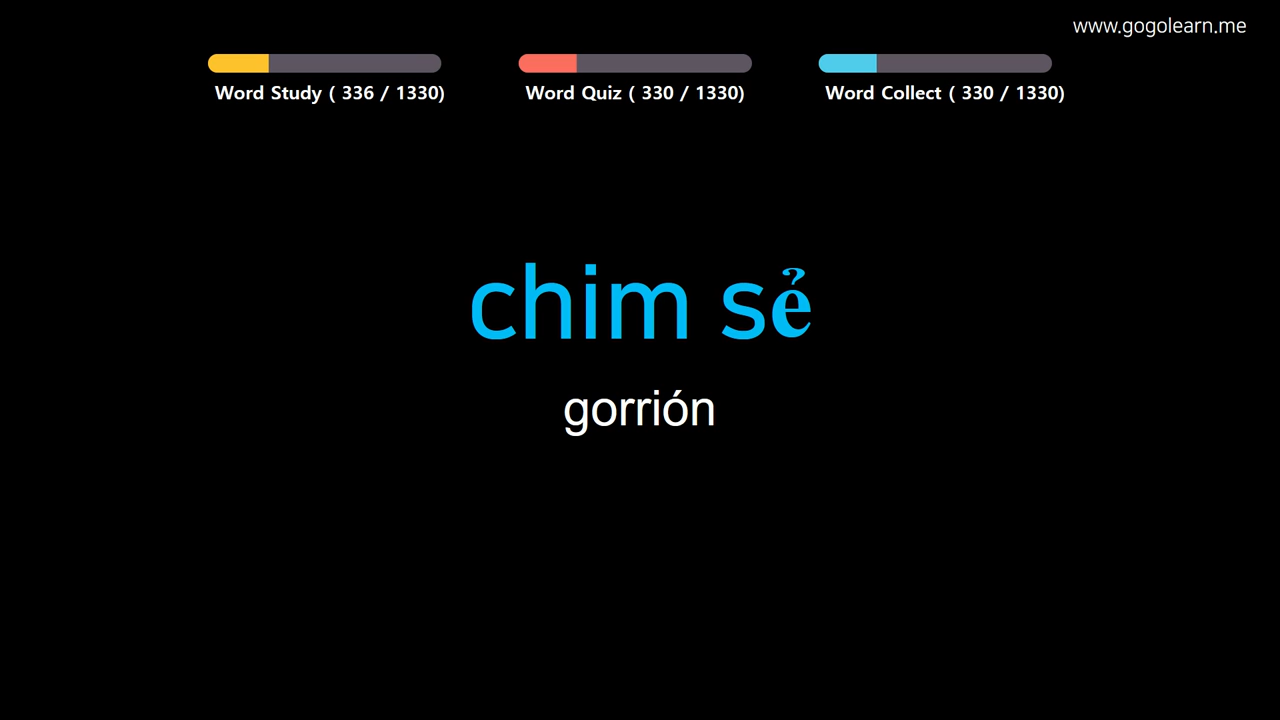 www.gogolearn.me
Word Study ( 336 / 1330)
Word Quiz ( 330 / 1330)
Word Collect ( 330 / 1330)
chim sẻ
gorrión